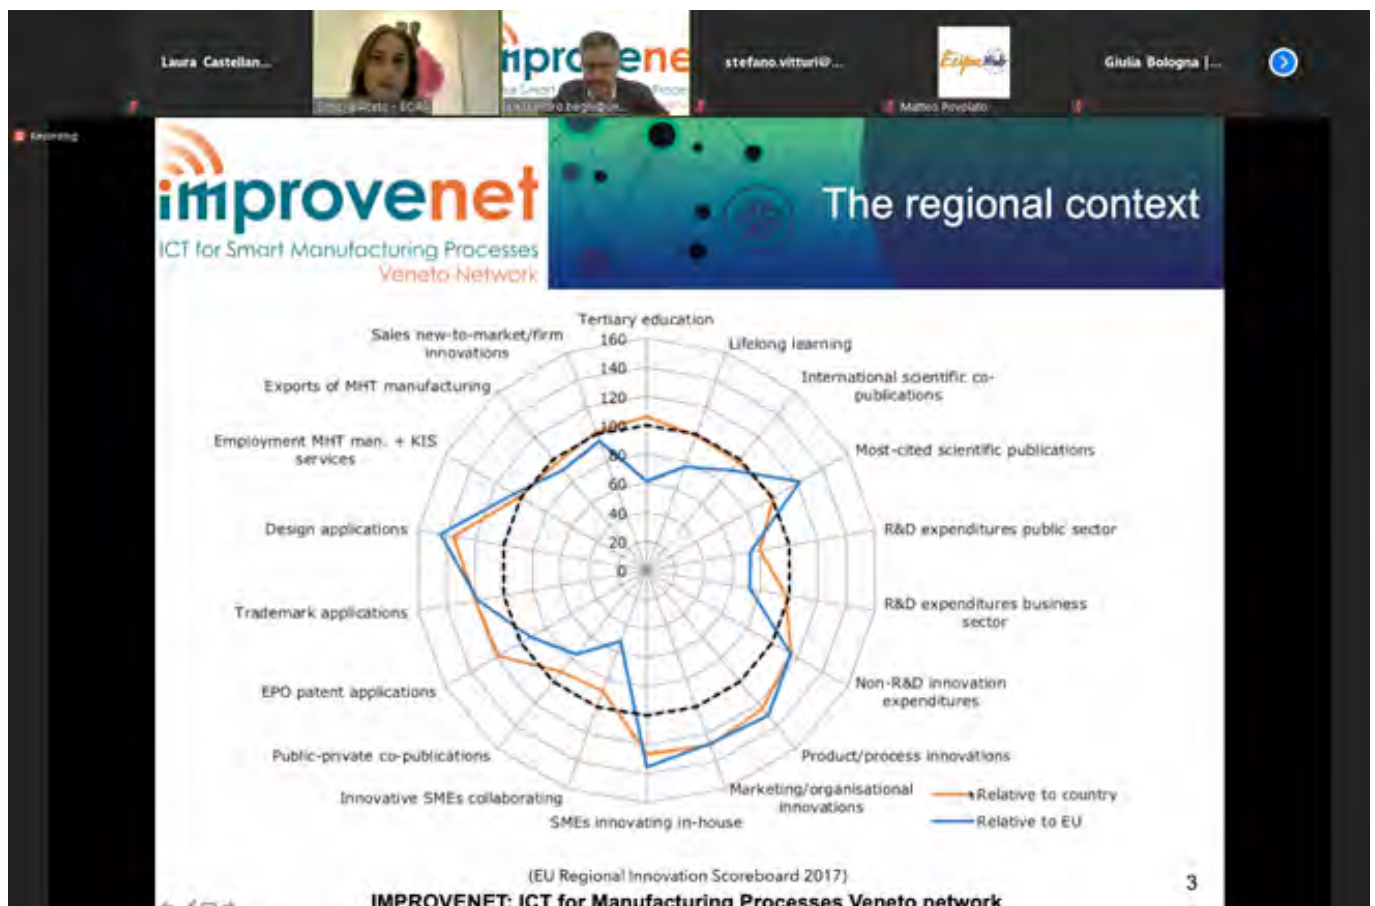 Laura Castellan...
improvene
stefano.vitturi@...
Ecipa Hub
Matteo Povolato
Giulia Bologna |...
Recording
improvenet
ICT for Smart Manufacturing Processes
Veneto Network
The regional context
Tertiary education
Lifelong learning
International scientific co-
publications
Most-cited scientific publications
R&D expenditures public sector
R&D expenditures business
sector
Non-R&D innovation
expenditures
Product/process innovations
Marketing/organisational
innovations
SMEs innovating in-house
Innovative SMEs collaborating
Public-private co-publications
EPO patent applications
Trademark applications
Design applications
Employment MHT man. + KIS
services
Exports of MHT manufacturing
Sales new-to-market/firm
innovations
160
140
120
100
80
60
40
20
0
Relative to country
Relative to EU
(EU Regional Innovation Scoreboard 2017)
3
IMPROVENET: ICT for Manufacturing Processes Veneto network